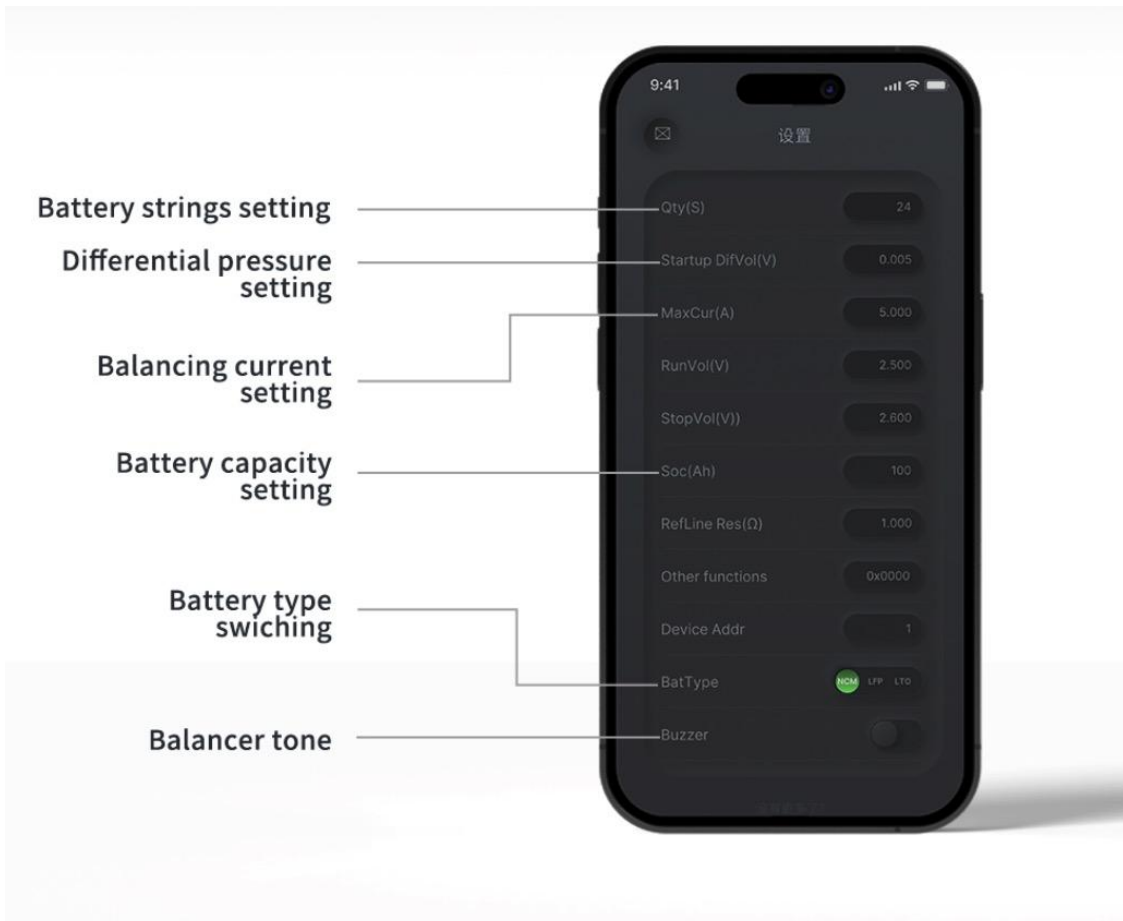 9:41
设置
Battery strings setting
Qty(S)
24
Differential pressure
setting
Startup DifVol(V)
0.005
MaxCur(A)
5.000
Balancing current
setting
RunVol(V)
2.500
StopVol(V))
2.600
Battery capacity
setting
Soc(Ah)
100
RefLine Res(Ω)
1.000
Other functions
0x0000
Battery type
swiching
Device Addr
1
BatType
NCM LFP LTO
Balancer tone
Buzzer